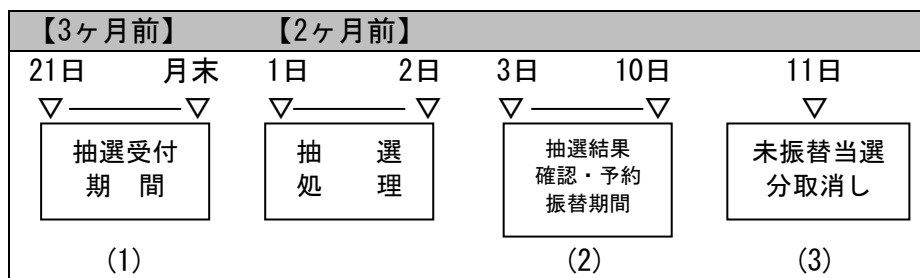 【3ヶ月前】 【2ヶ月前】
21日 月末 1日 2日 3日 10日 11日
抽選受付
期 間
抽 選
処 理
抽選結果
確認・予約
振替期間
未振替当選
分取消し
(1) (2) (3)